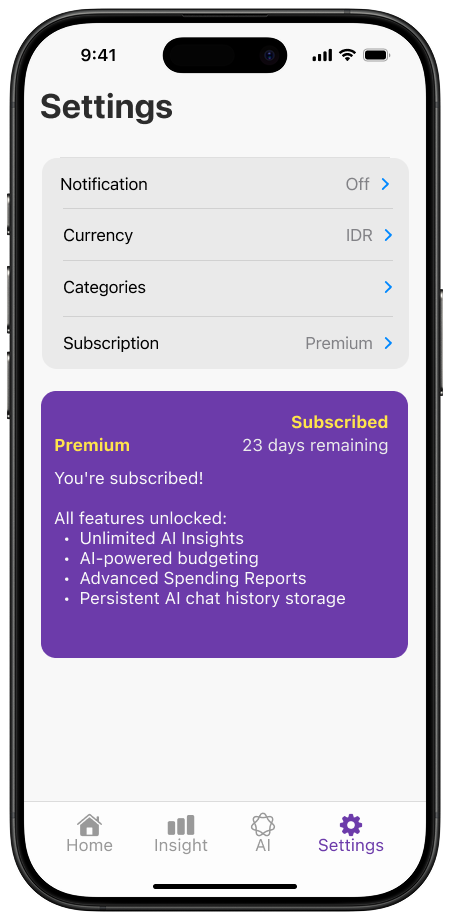 9:41
Settings
Notification Off
Currency IDR
Categories
Subscription Premium
Subscribed
Premium 23 days remaining
You're subscribed!
All features unlocked:
• Unlimited AI Insights
• AI-powered budgeting
• Advanced Spending Reports
• Persistent AI chat history storage
Home Insight AI Settings